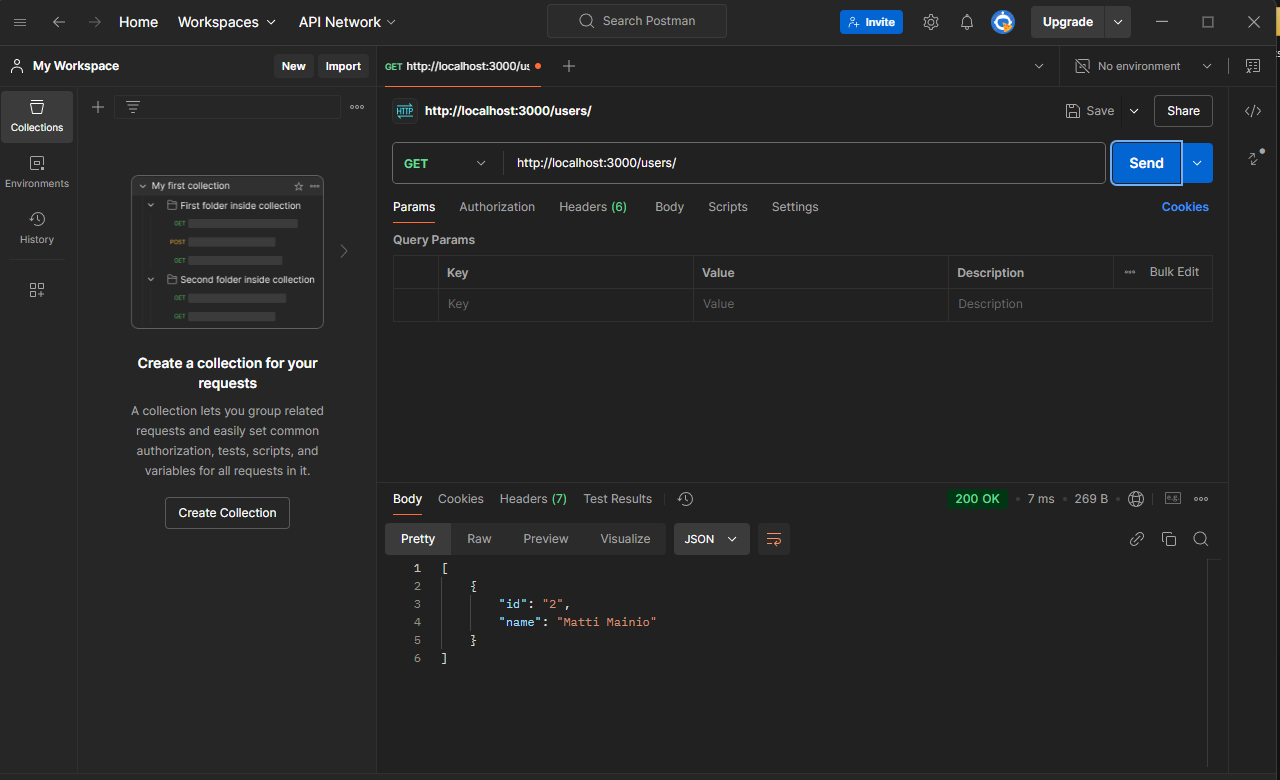 Home Workspaces API Network Search Postman Invite Upgrade
My Workspace New Import GET http://localhost:3000/us No environment
Collections
Environments
History
My first collection
First folder inside collection
GET
POST
GET
Second folder inside collection
GET
GET
Create a collection for your
requests
A collection lets you group related
requests and easily set common
authorization, tests, scripts, and
variables for all requests in it.
Create Collection
HTTP http://localhost:3000/users/ Save Share
GET http://localhost:3000/users/ Send
Params Authorization Headers (6) Body Scripts Settings Cookies
Query Params
Key Value Description Bulk Edit
Key Value Description
Body Cookies Headers (7) Test Results 200 OK • 7 ms • 269 B • e.g.
Pretty Raw Preview Visualize JSON
1 [
2 {
3 "id": "2",
4 "name": "Matti Mainio"
5 }
6 ]